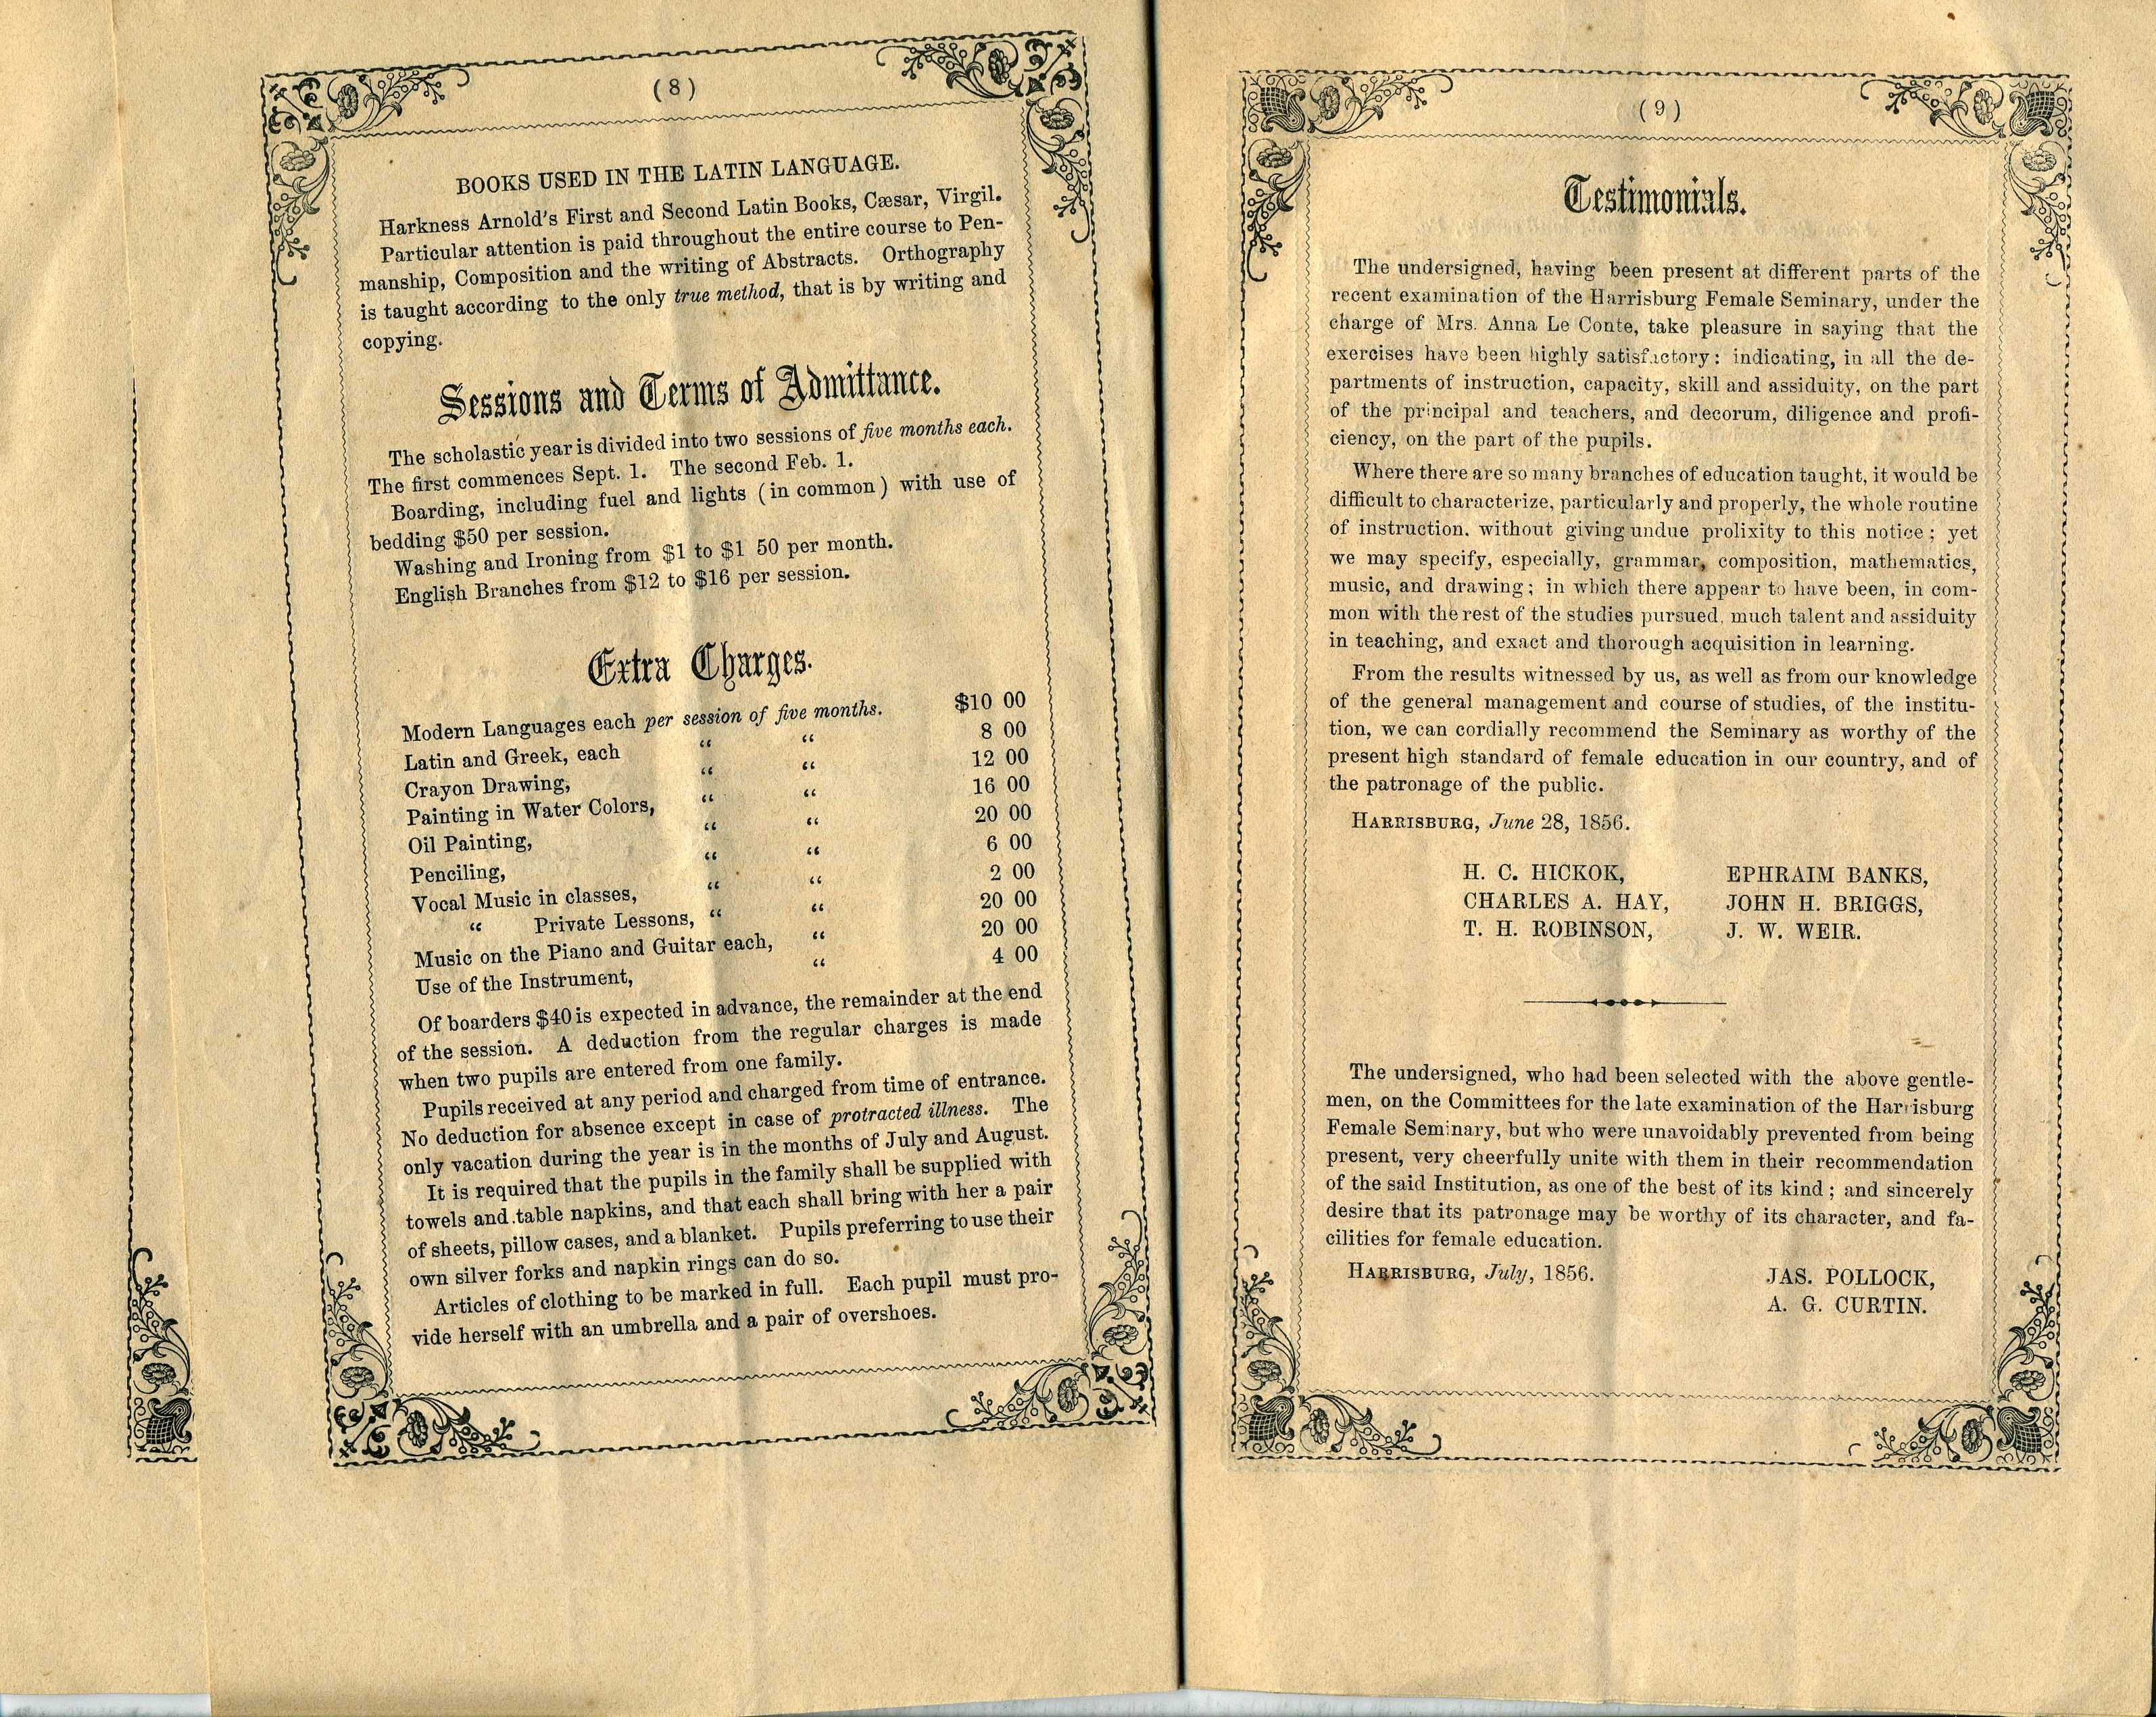 (8)
BOOKS USED IN THE LATIN LANGUAGE.
Harkness Arnold's First and Second Latin Books, Cæsar, Virgil.
Particular attention is paid throughout the entire course to Pen-
manship, Composition and the writing of Abstracts. Orthography
is taught according to the only true method, that is by writing and
copying.
Sessions and Terms of Admittance.
The scholastic year is divided into two sessions of five months each.
The first commences Sept. 1. The second Feb. 1.
Boarding, including fuel and lights (in common) with use of
bedding $50 per session.
Washing and Ironing from $1 to $1 50 per month.
English Branches from $12 to $16 per session.
Extra Charges.
Modern Languages each per session of five months. $10 00
Latin and Greek, each “ “ 8 00
Crayon Drawing, “ “ 12 00
Painting in Water Colors, “ “ 16 00
Oil Painting, “ “ 20 00
Penciling, “ “ 6 00
Vocal Music in classes, “ “ 2 00
“ Private Lessons, “ “ 20 00
Music on the Piano and Guitar each, “ 20 00
Use of the Instrument, “ 4 00
Of boarders $40 is expected in advance, the remainder at the end
of the session. A deduction from the regular charges is made
when two pupils are entered from one family.
Pupils received at any period and charged from time of entrance.
No deduction for absence except in case of protracted illness. The
only vacation during the year is in the months of July and August.
It is required that the pupils in the family shall be supplied with
towels and table napkins, and that each shall bring with her a pair
of sheets, pillow cases, and a blanket. Pupils preferring to use their
own silver forks and napkin rings can do so.
Articles of clothing to be marked in full. Each pupil must pro-
vide herself with an umbrella and a pair of overshoes.
(9)
Testimonials.
The undersigned, having been present at different parts of the
recent examination of the Harrisburg Female Seminary, under the
charge of Mrs. Anna Le Conte, take pleasure in saying that the
exercises have been highly satisfactory: indicating, in all the de-
partments of instruction, capacity, skill and assiduity, on the part
of the principal and teachers, and decorum, diligence and profi-
ciency, on the part of the pupils.
Where there are so many branches of education taught, it would be
difficult to characterize, particularly and properly, the whole routine
of instruction. without giving undue prolixity to this notice; yet
we may specify, especially, grammar, composition, mathematics,
music, and drawing; in which there appear to have been, in com-
mon with the rest of the studies pursued, much talent and assiduity
in teaching, and exact and thorough acquisition in learning.
From the results witnessed by us, as well as from our knowledge
of the general management and course of studies, of the institu-
tion, we can cordially recommend the Seminary as worthy of the
present high standard of female education in our country, and of
the patronage of the public.
HARRISBURG, June 28, 1856.
H. C. HICKOK, EPHRAIM BANKS,
CHARLES A. HAY, JOHN H. BRIGGS,
T. H. ROBINSON, J. W. WEIR.
The undersigned, who had been selected with the above gentle-
men, on the Committees for the late examination of the Harrisburg
Female Seminary, but who were unavoidably prevented from being
present, very cheerfully unite with them in their recommendation
of the said Institution, as one of the best of its kind; and sincerely
desire that its patronage may be worthy of its character, and fa-
cilities for female education.
HARRISBURG, July, 1856. JAS. POLLOCK,
A. G. CURTIN.